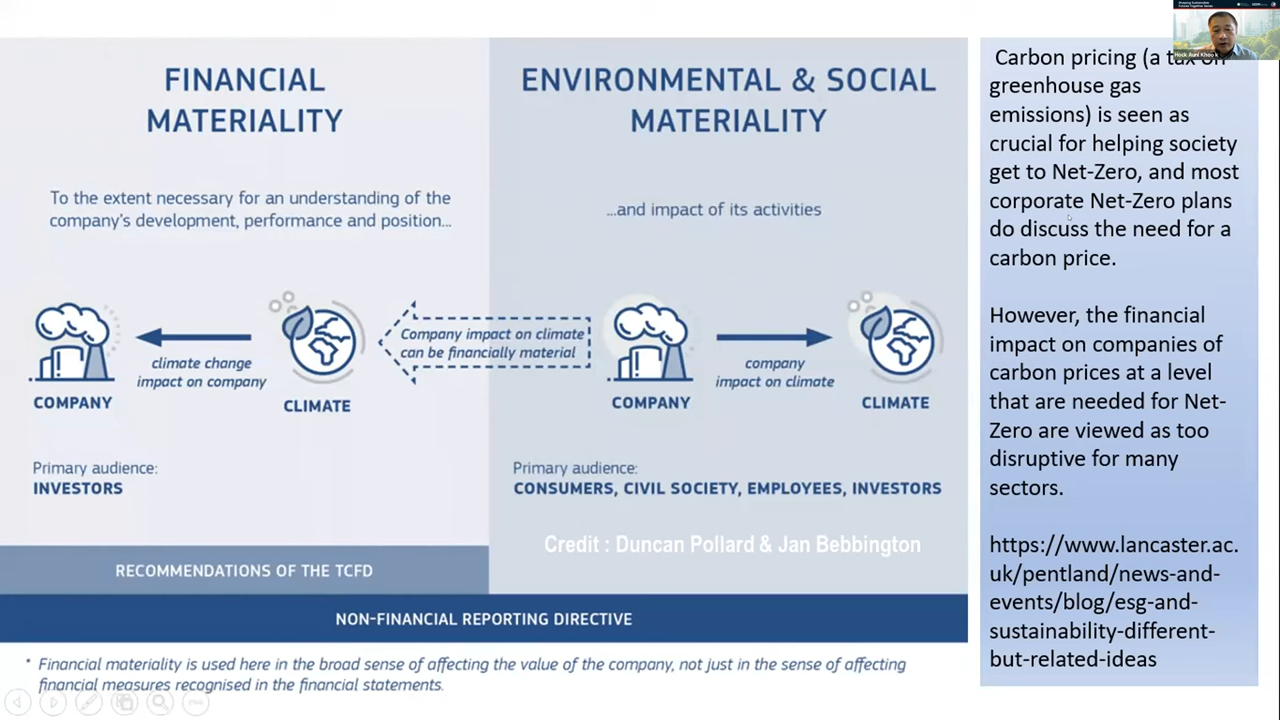 FINANCIAL
MATERIALITY
To the extent necessary for an understanding of the
company's development, performance and position...
climate change
impact on company
COMPANY
CLIMATE
Primary audience:
INVESTORS
RECOMMENDATIONS OF THE TCFD
ENVIRONMENTAL & SOCIAL
MATERIALITY
...and impact of its activities
Company impact on climate
can be financially material
company
impact on climate
COMPANY
CLIMATE
Primary audience:
CONSUMERS, CIVIL SOCIETY, EMPLOYEES, INVESTORS
Credit : Duncan Pollard & Jan Bebbington
NON-FINANCIAL REPORTING DIRECTIVE
* Financial materiality is used here in the broad sense of affecting the value of the company, not just in the sense of affecting
financial measures recognised in the financial statements.
Carbon pricing (a tax on
greenhouse gas
emissions) is seen as
crucial for helping society
get to Net-Zero, and most
corporate Net-Zero plans
do discuss the need for a
carbon price.
However, the financial
impact on companies of
carbon prices at a level
that are needed for Net-
Zero are viewed as too
disruptive for many
sectors.
https://www.lancaster.ac.
uk/pentland/news-and-
events/blog/esg-and-
sustainability-different-
but-related-ideas